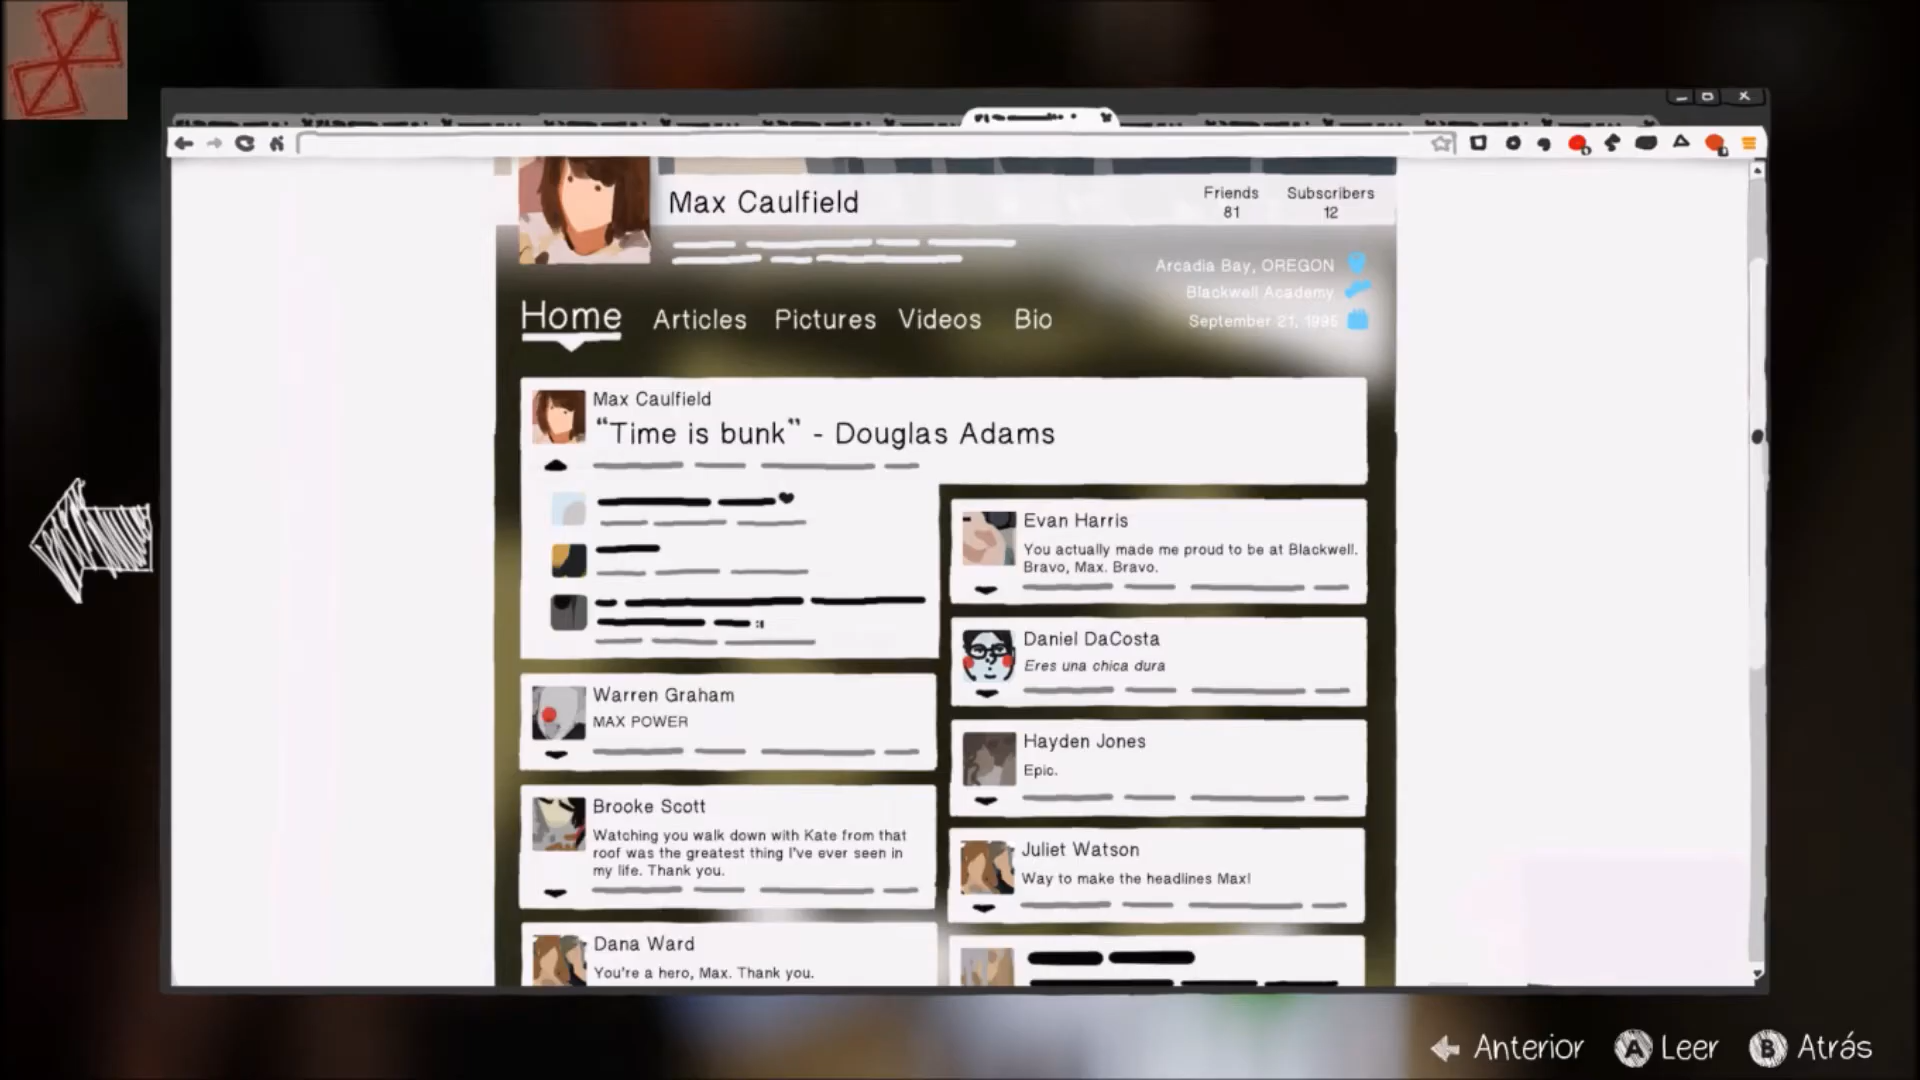 Max Caulfield
Friends
81
Subscribers
12
Arcadia Bay, OREGON
Blackwell Academy
September 21, 1995
Home
Articles
Pictures
Videos
Bio
Max Caulfield
“Time is bunk” - Douglas Adams
Warren Graham
MAX POWER
Brooke Scott
Watching you walk down with Kate from that
roof was the greatest thing I've ever seen in
my life. Thank you.
Dana Ward
You're a hero, Max. Thank you.
Evan Harris
You actually made me proud to be at Blackwell.
Bravo, Max. Bravo.
Daniel DaCosta
Eres una chica dura
Hayden Jones
Epic.
Juliet Watson
Way to make the headlines Max!
Anterior
A Leer
B Atrás